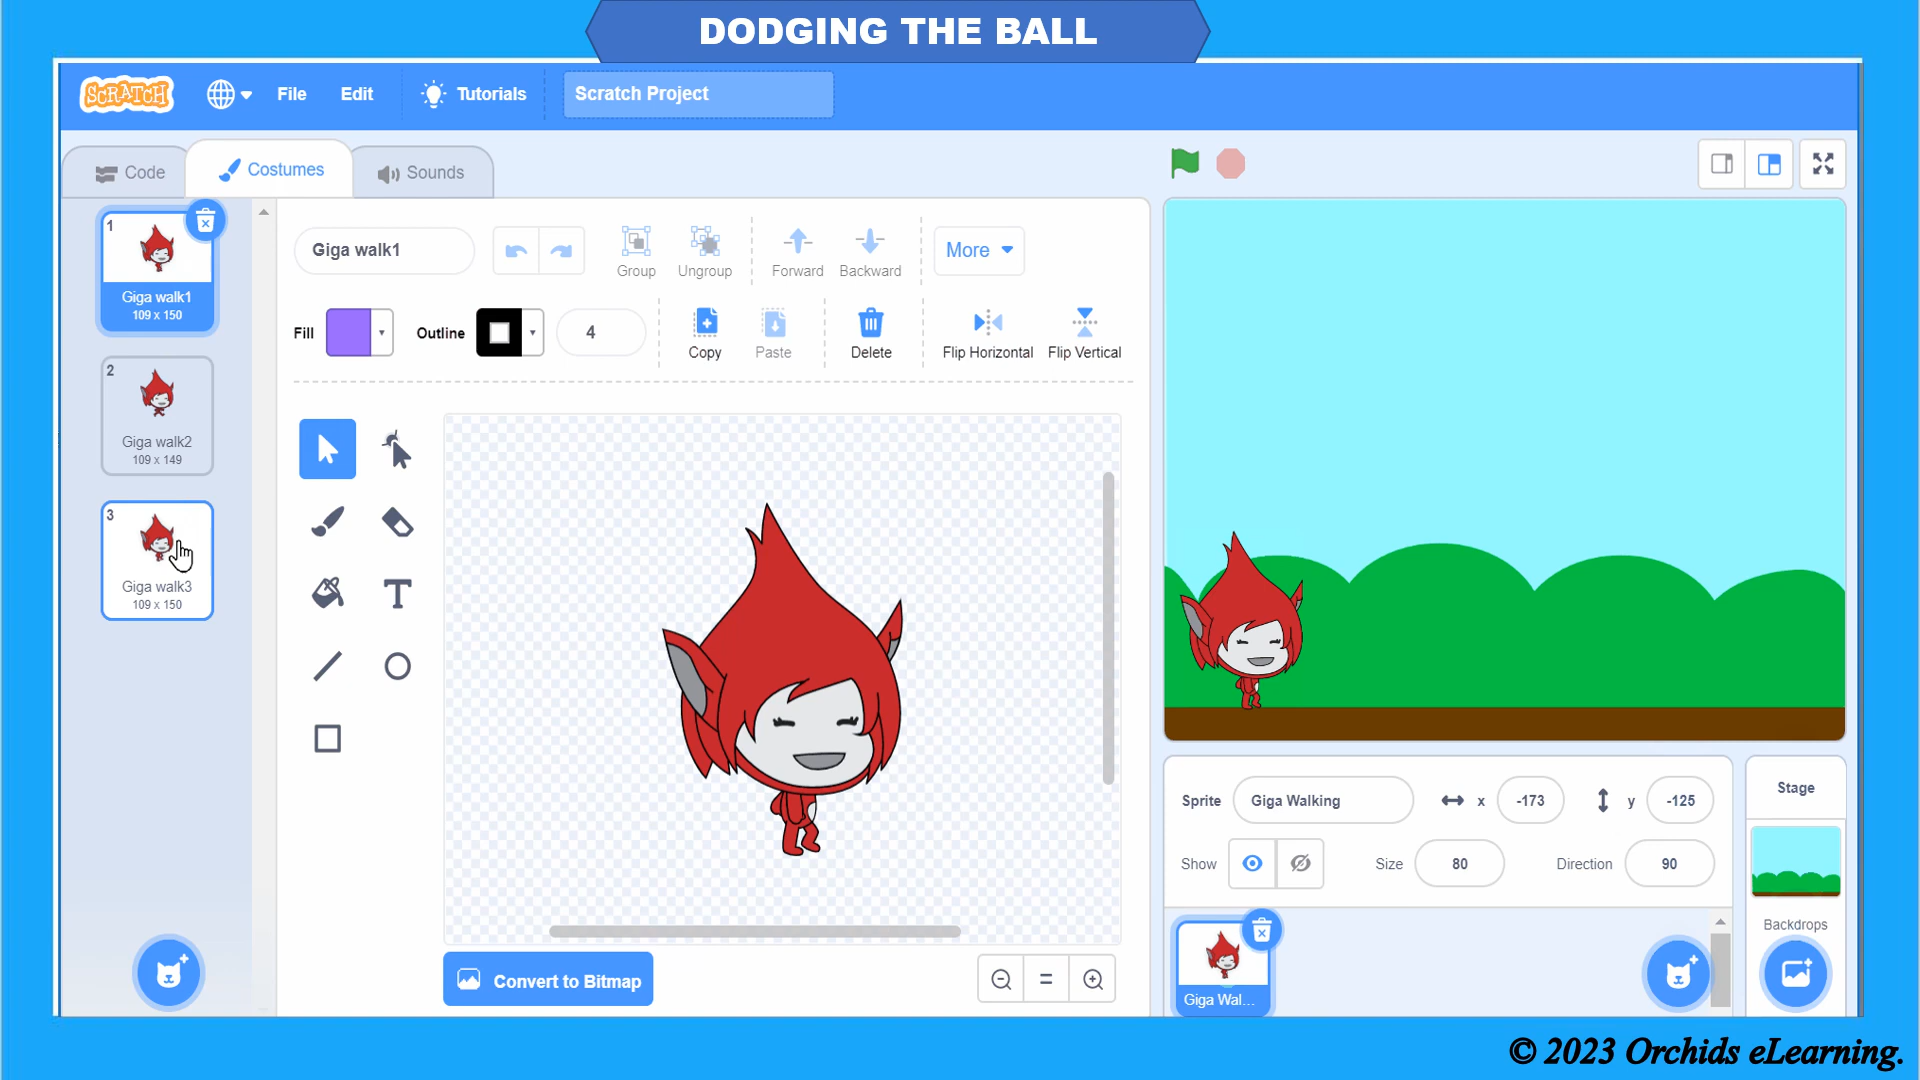 DODGING THE BALL
SCRATCH
File
Edit
Tutorials
Scratch Project
Code
Costumes
Sounds
1
Giga walk1
109 x 150
2
Giga walk2
109 x 149
3
Giga walk3
109 x 150
Giga walk1
Group
Ungroup
Forward
Backward
More
Fill
Outline
4
Copy
Paste
Delete
Flip Horizontal
Flip Vertical
T
Convert to Bitmap
Sprite
Giga Walking
x
-173
y
-125
Show
Size
80
Direction
90
Giga Wal...
Stage
Backdrops
© 2023 Orchids eLearning.